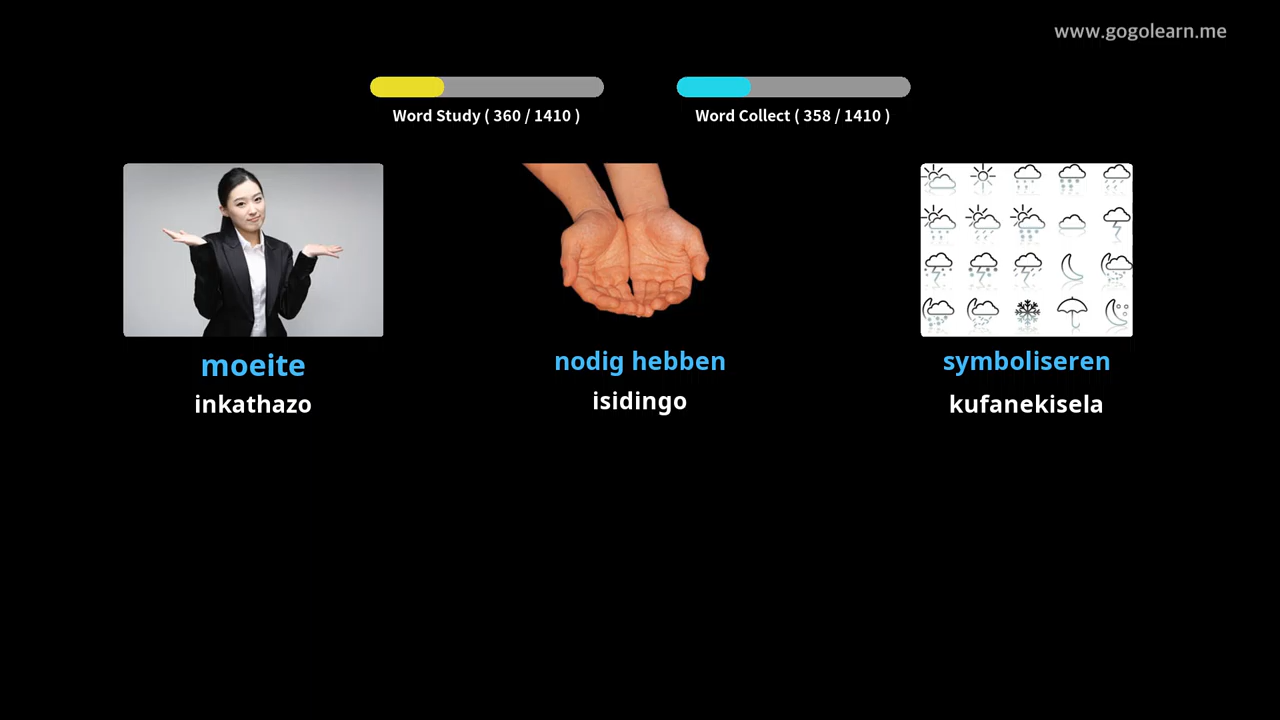 www.gogolearn.me
Word Study ( 360 / 1410 )
Word Collect ( 358 / 1410 )
moeite
inkathazo
nodig hebben
isidingo
symboliseren
kufanekisela